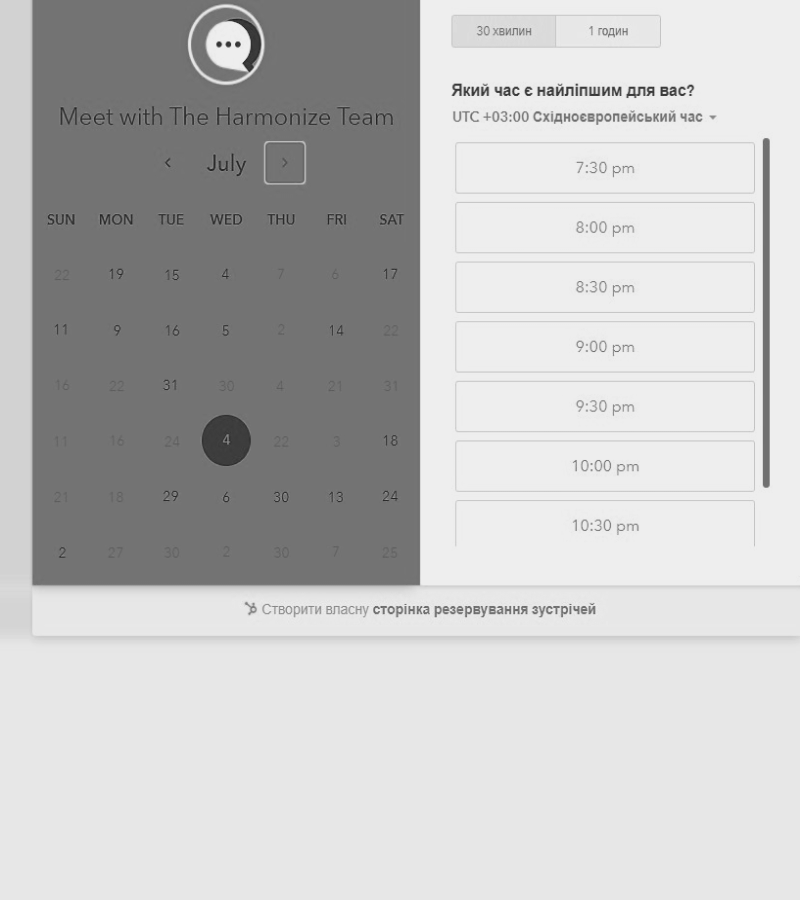 Meet with The Harmonize Team
July
SUN MON TUE WED THU FRI SAT
22 19 15 4 7 6 17
11 9 16 5 2 14 22
16 22 31 30 4 21 31
11 16 24 4 22 3 18
21 18 29 6 30 13 24
2 27 30 2 30 7 25
30 хвилин 1 годин
Який час є найліпшим для вас?
UTC +03:00 Східноєвропейський час
7:30 pm
8:00 pm
8:30 pm
9:00 pm
9:30 pm
10:00 pm
10:30 pm
Створити власну сторінка резервування зустрічей